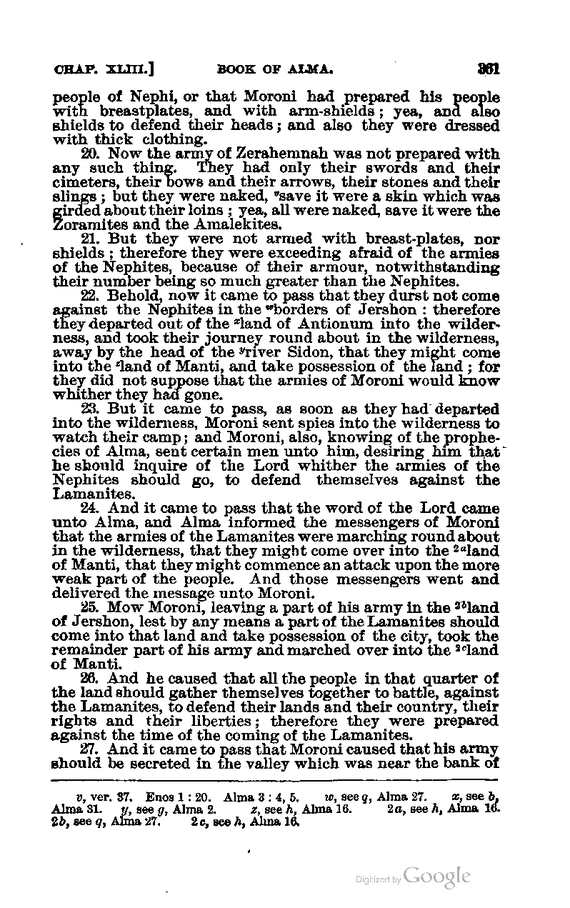 CHAP. XLIII.] BOOK OF ALMA. 361
people of Nephi, or that Moroni had prepared his people
with breastplates, and with arm-shields; yea, and also
shields to defend their heads; and also they were dressed
with thick clothing.
20. Now the army of Zerahemnah was not prepared with
any such thing. They had only their swords and their
cimeters, their bows and their arrows, their stones and their
slings; but they were naked, ᵛsave it were a skin which was
girded about their loins; yea, all were naked, save it were the
Zoramites and the Amalekites.
21. But they were not armed with breast-plates, nor
shields; therefore they were exceeding afraid of the armies
of the Nephites, because of their armour, notwithstanding
their number being so much greater than the Nephites.
22. Behold, now it came to pass that they durst not come
against the Nephites in the ʷborders of Jershon: therefore
they departed out of the ˣland of Antionum into the wilder-
ness, and took their journey round about in the wilderness,
away by the head of the ʸriver Sidon, that they might come
into the ᶻland of Manti, and take possession of the land; for
they did not suppose that the armies of Moroni would know
whither they had gone.
23. But it came to pass, as soon as they had departed
into the wilderness, Moroni sent spies into the wilderness to
watch their camp; and Moroni, also, knowing of the prophe-
cies of Alma, sent certain men unto him, desiring him that
he should inquire of the Lord whither the armies of the
Nephites should go, to defend themselves against the
Lamanites.
24. And it came to pass that the word of the Lord came
unto Alma, and Alma informed the messengers of Moroni
that the armies of the Lamanites were marching round about
in the wilderness, that they might come over into the ²ᵃland
of Manti, that they might commence an attack upon the more
weak part of the people. And those messengers went and
delivered the message unto Moroni.
25. Mow Moroni, leaving a part of his army in the ²ᵇland
of Jershon, lest by any means a part of the Lamanites should
come into that land and take possession of the city, took the
remainder part of his army and marched over into the ²ᶜland
of Manti.
26. And he caused that all the people in that quarter of
the land should gather themselves together to battle, against
the Lamanites, to defend their lands and their country, their
rights and their liberties; therefore they were prepared
against the time of the coming of the Lamanites.
27. And it came to pass that Moroni caused that his army
should be secreted in the valley which was near the bank of
v, ver. 37. Enos 1:20. Alma 3:4, 5. w, see q, Alma 27. x, see b,
Alma 31. y, see g, Alma 2. z, see h, Alma 16. 2a, see h, Alma 16.
2b, see q, Alma 27. 2c, see h, Alma 16.
Digitized by Google